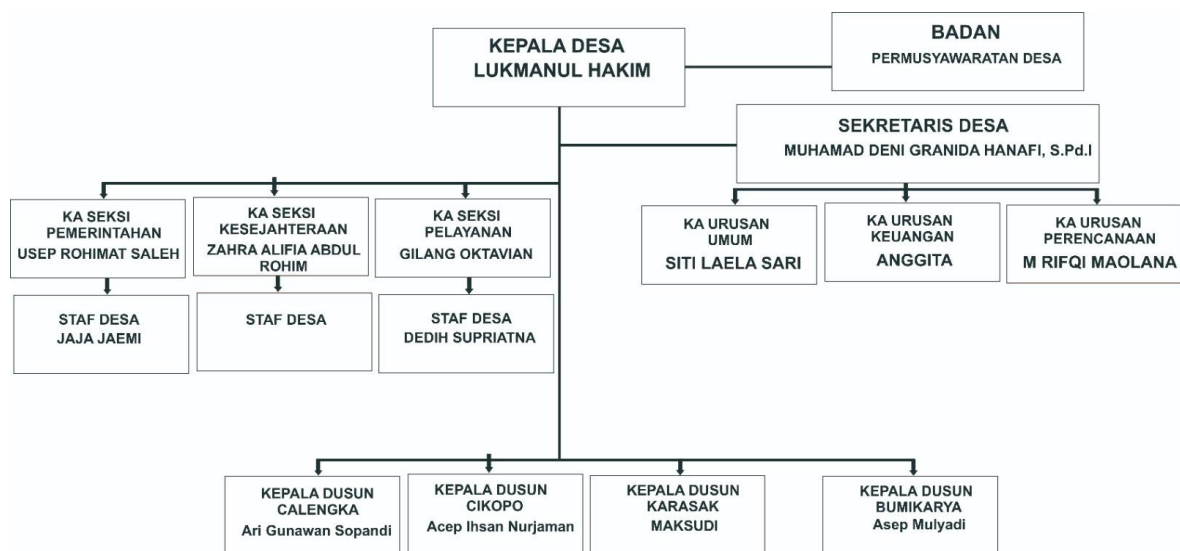 KEPALA DESA
LUKMANUL HAKIM
BADAN
PERMUSYAWARATAN DESA
SEKRETARIS DESA
MUHAMAD DENI GRANIDA HANAFI, S.Pd.I
KA SEKSI
PEMERINTAHAN
USEP ROHIMAT SALEH
KA SEKSI
KESEJAHTERAAN
ZAHRA ALIFIA ABDUL
ROHIM
KA SEKSI
PELAYANAN
GILANG OKTAVIAN
KA URUSAN
UMUM
SITI LAELA SARI
KA URUSAN
KEUANGAN
ANGGITA
KA URUSAN
PERENCANAAN
M RIFQI MAOLANA
STAF DESA
JAJA JAEMI
STAF DESA
STAF DESA
DEDIH SUPRIATNA
KEPALA DUSUN
CALENGKA
Ari Gunawan Sopandi
KEPALA DUSUN
CIKOPO
Acep Ihsan Nurjaman
KEPALA DUSUN
KARASAK
MAKSUDI
KEPALA DUSUN
BUMIKARYA
Asep Mulyadi